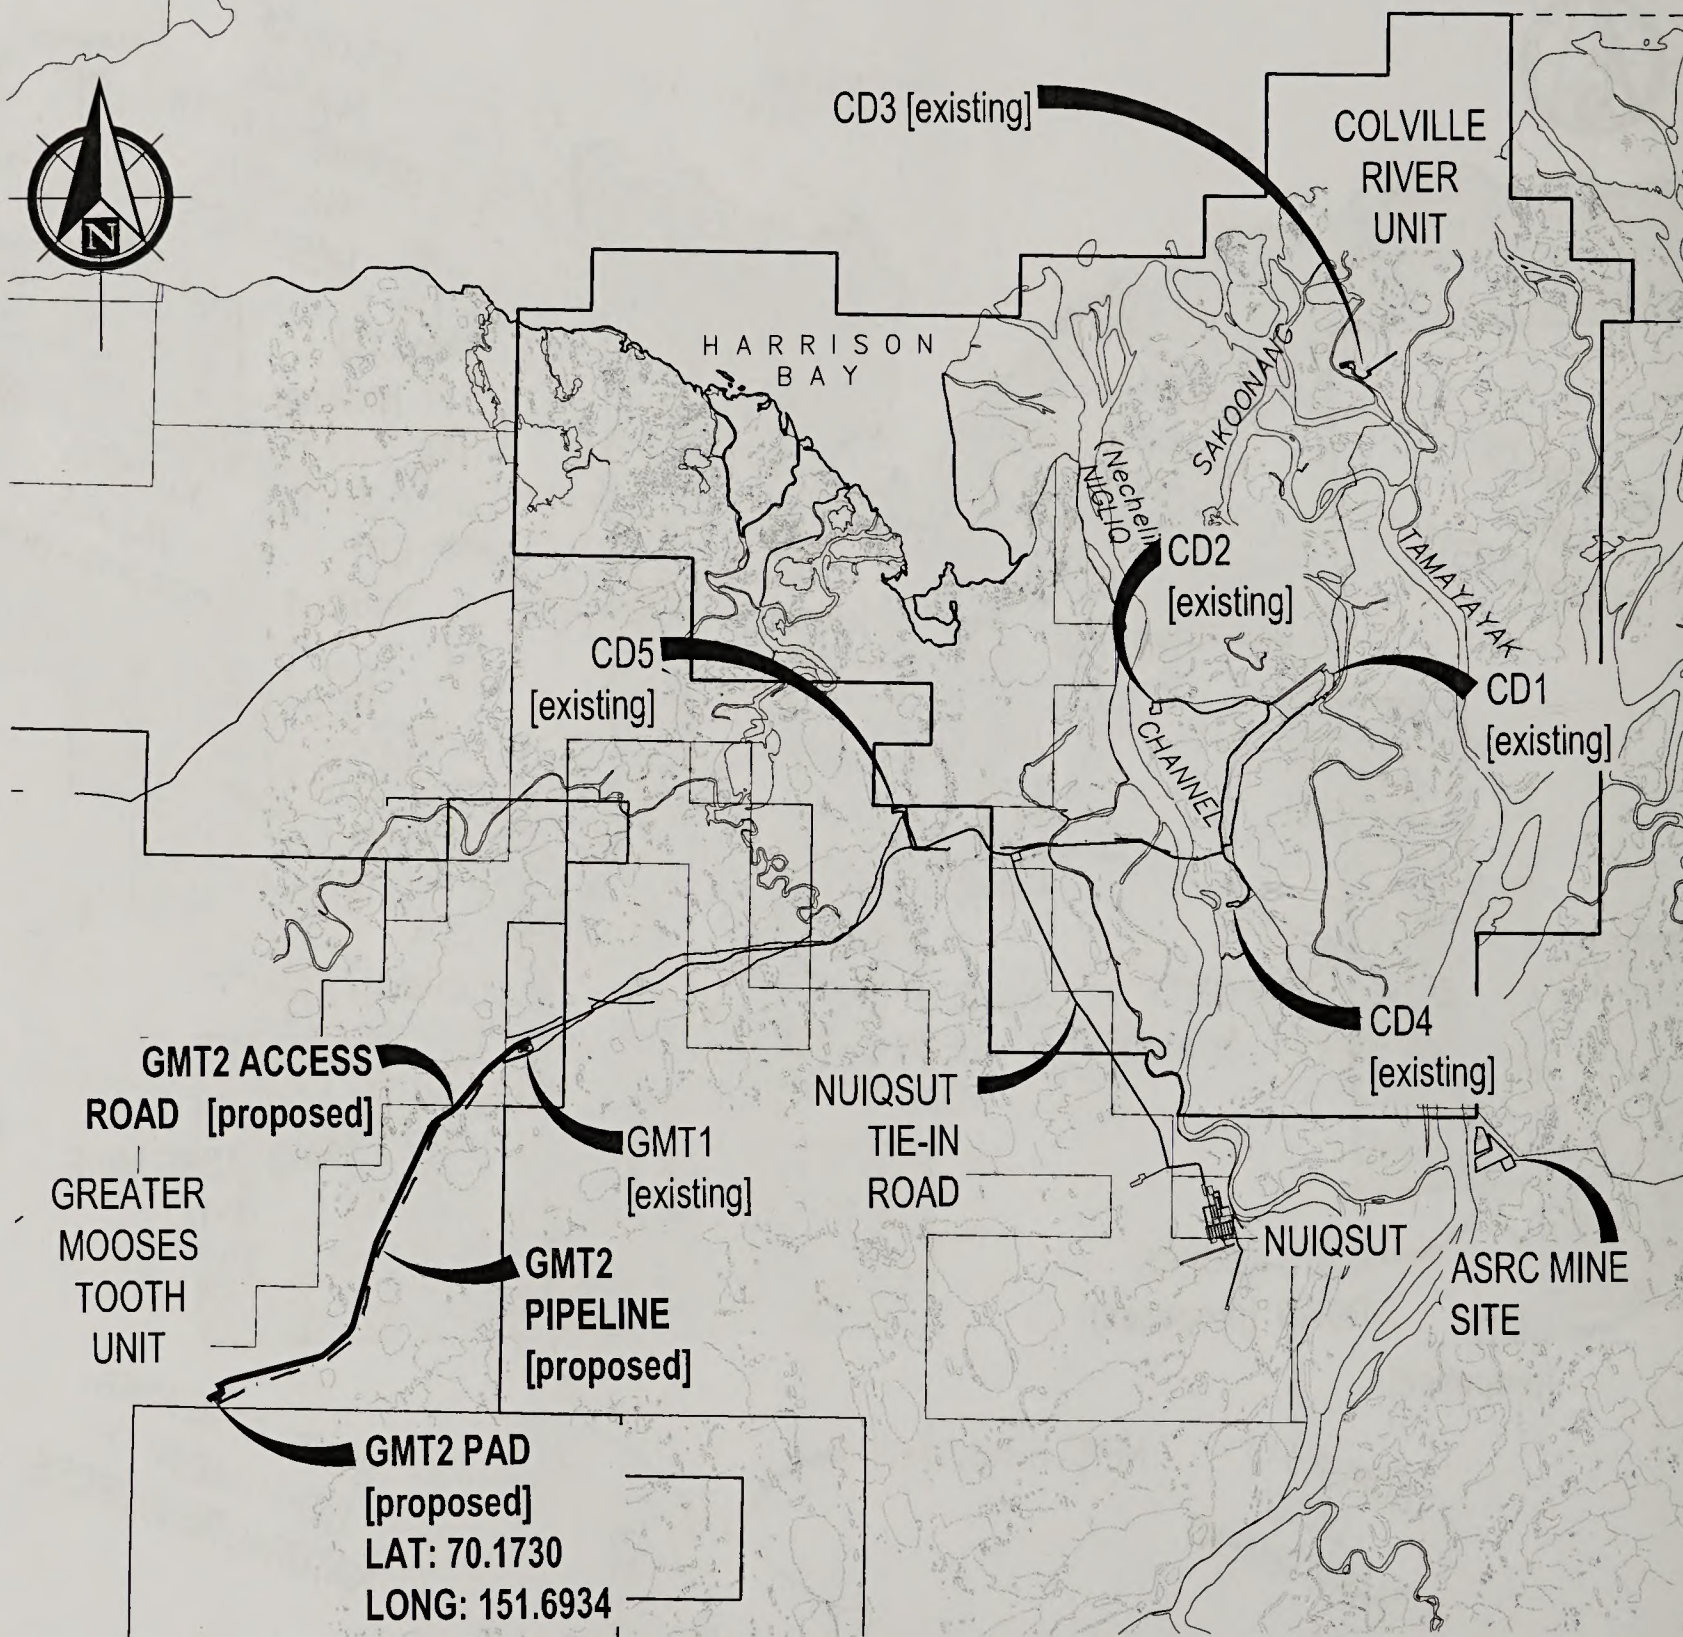 CD3 [existing]
COLVILLE
RIVER
UNIT
N
HARRISON
BAY
SAKOONANG
(Nechelik
NIGLIQ
CHANNEL
TAMAYAYAK
CD2
[existing]
CD5
[existing]
CD1
[existing]
CD4
[existing]
GMT2 ACCESS
ROAD [proposed]
GMT1
[existing]
NUIQSUT
TIE-IN
ROAD
GREATER
MOOSES
TOOTH
UNIT
GMT2
PIPELINE
[proposed]
NUIQSUT
ASRC MINE
SITE
GMT2 PAD
[proposed]
LAT: 70.1730
LONG: 151.6934